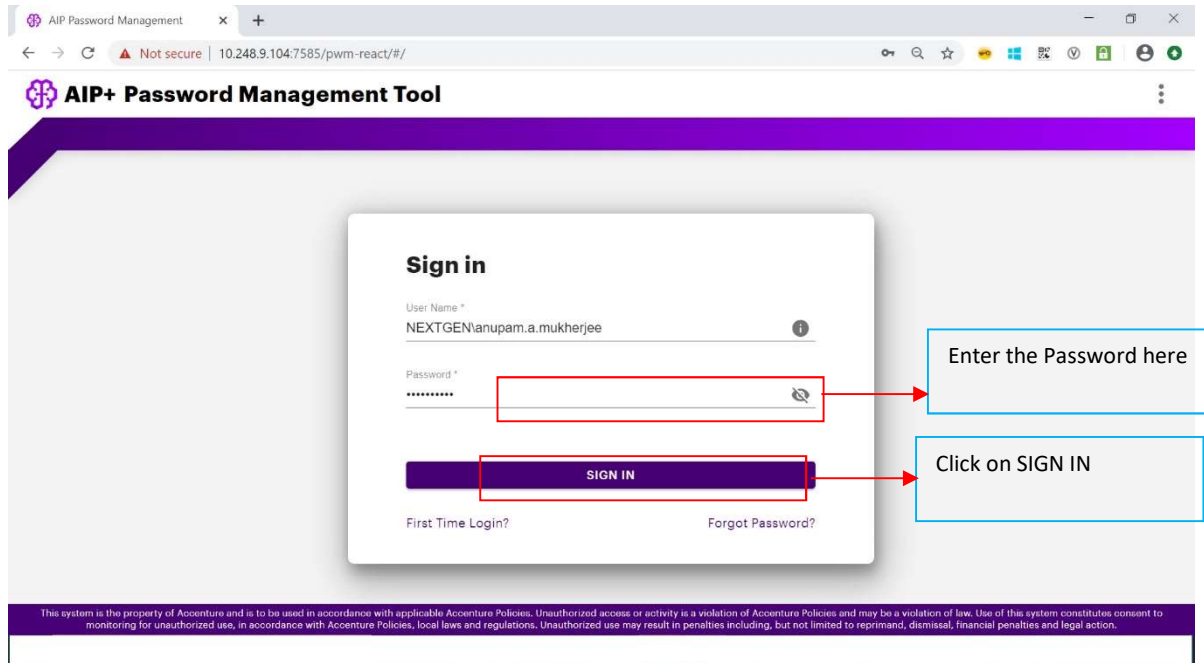 AIP Password Management
Not secure | 10.248.9.104:7585/pwm-react/#/
AIP+ Password Management Tool
Sign in
User Name *
NEXTGEN\anupam.a.mukherjee
Password *
••••••••••
Enter the Password here
SIGN IN
Click on SIGN IN
First Time Login?
Forgot Password?
This system is the property of Accenture and is to be used in accordance with applicable Accenture Policies. Unauthorized access or activity is a violation of Accenture Policies and may be a violation of law. Use of this system constitutes consent to
monitoring for unauthorized use, in accordance with Accenture Policies, local laws and regulations. Unauthorized use may result in penalties including, but not limited to reprimand, dismissal, financial penalties and legal action.